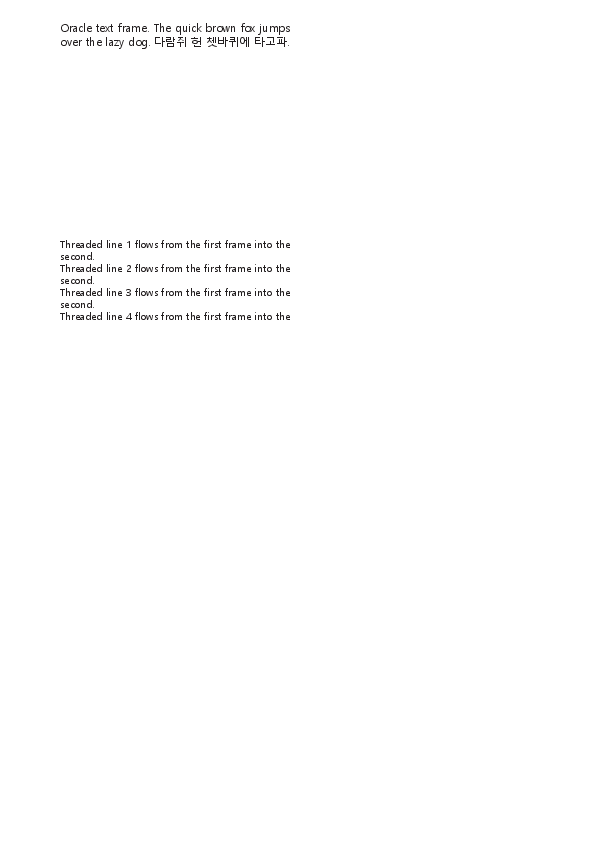 Oracle text frame. The quick brown fox jumps
over the lazy dog. 다람쥐 헌 쳇바퀴에 타고파.
Threaded line 1 flows from the first frame into the
second.
Threaded line 2 flows from the first frame into the
second.
Threaded line 3 flows from the first frame into the
second.
Threaded line 4 flows from the first frame into the